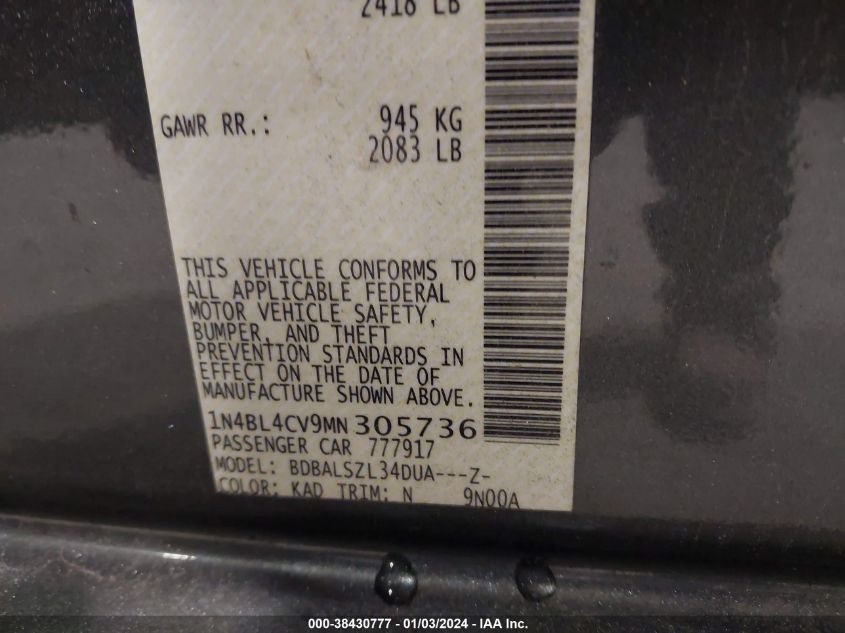 2418 LB
GAWR RR.: 945 KG
2083 LB
THIS VEHICLE CONFORMS TO
ALL APPLICABLE FEDERAL
MOTOR VEHICLE SAFETY,
BUMPER, AND THEFT
PREVENTION STANDARDS IN
EFFECT ON THE DATE OF
MANUFACTURE SHOWN ABOVE.
1N4BL4CV9MN305736
PASSENGER CAR 777917
MODEL: BDBALSZL34DUA---Z-
COLOR: KAD TRIM: N 9N00A
000-38430777 - 01/03/2024 - IAA Inc.